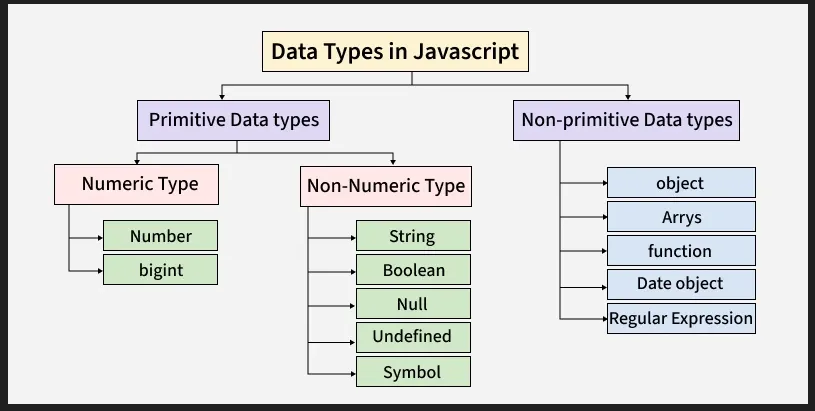 Data Types in Javascript
Primitive Data types
Non-primitive Data types
Numeric Type
Non-Numeric Type
Number
bigint
String
Boolean
Null
Undefined
Symbol
object
Arrys
function
Date object
Regular Expression